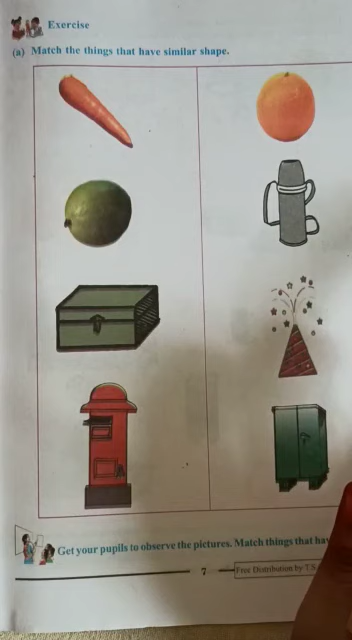 Exercise
(a) Match the things that have similar shape.
Get your pupils to observe the pictures. Match things that
7
Free Distribution by T.S.